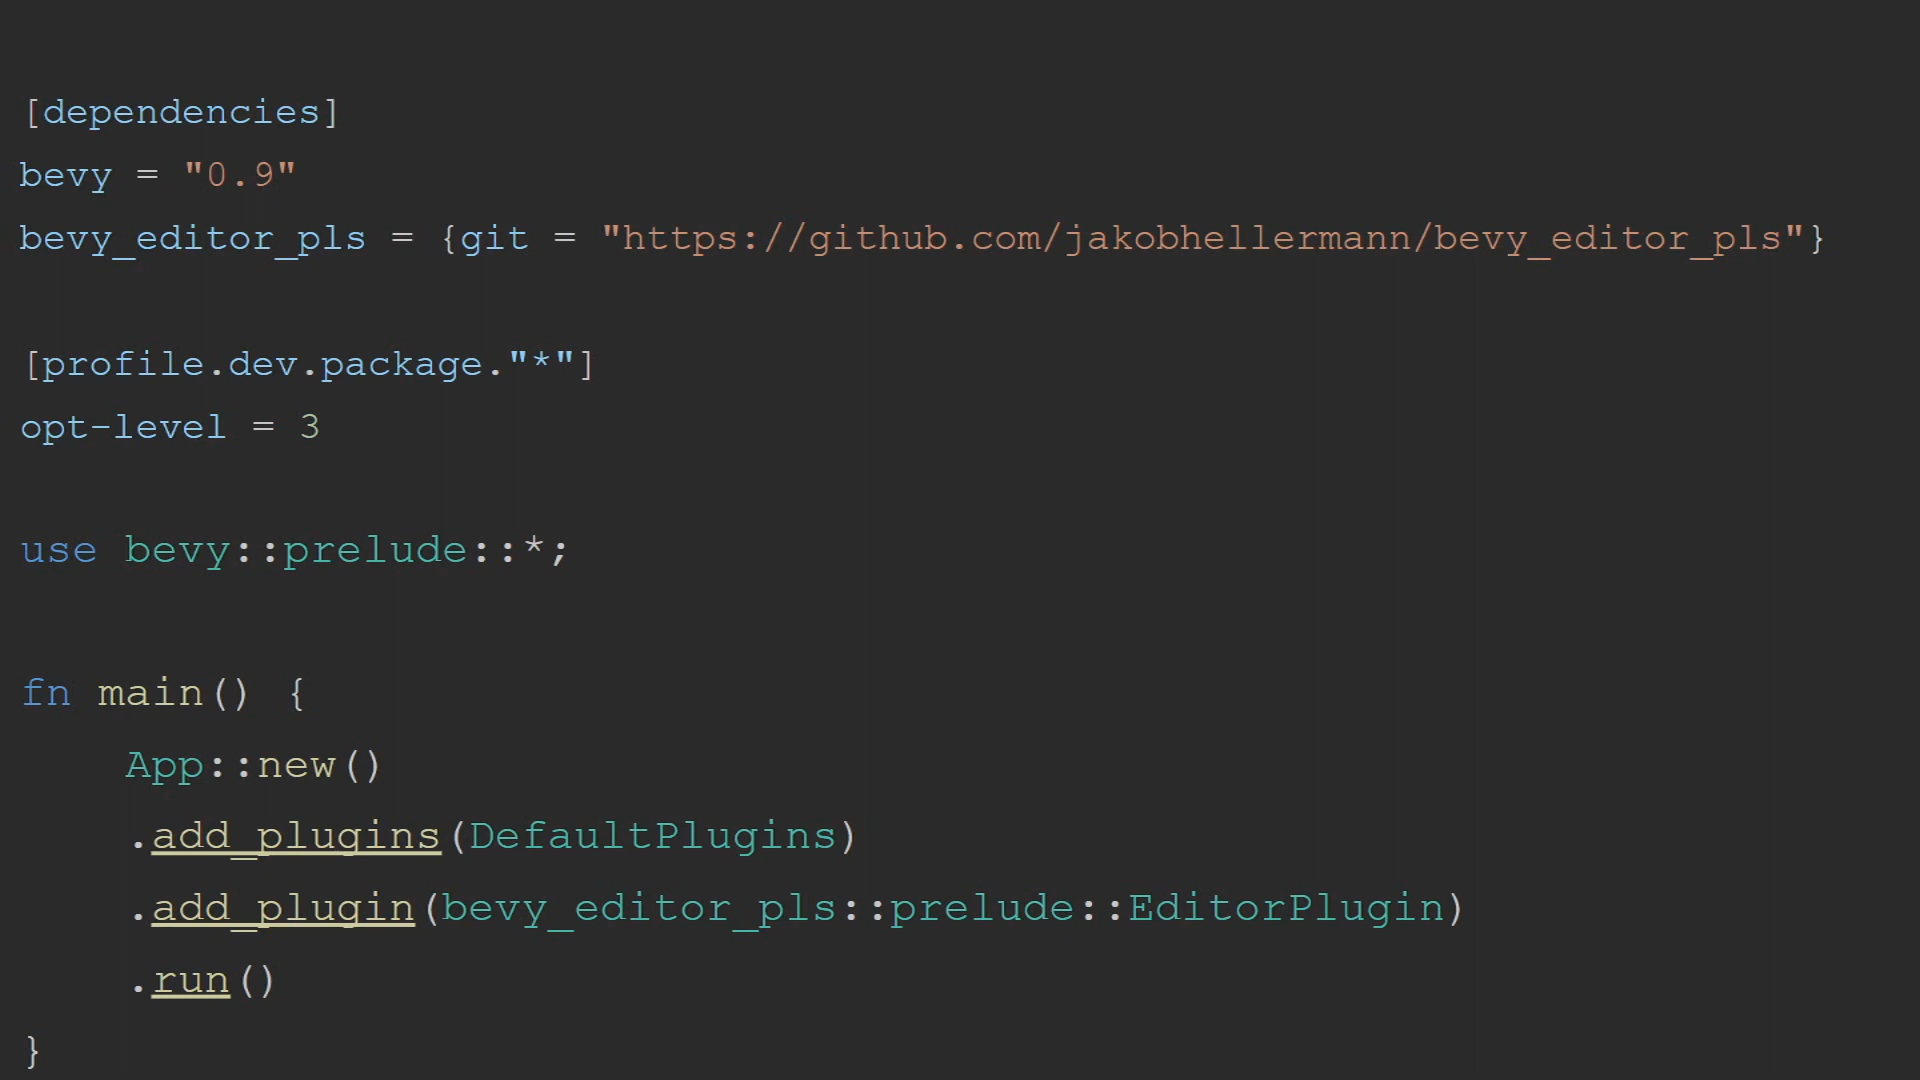 [dependencies]
bevy = "0.9"
bevy_editor_pls = {git = "https://github.com/jakobhellermann/bevy_editor_pls"}
[profile.dev.package."*"]
opt-level = 3
use bevy::prelude::*;
fn main() {
    App::new()
    .add_plugins(DefaultPlugins)
    .add_plugin(bevy_editor_pls::prelude::EditorPlugin)
    .run()
}